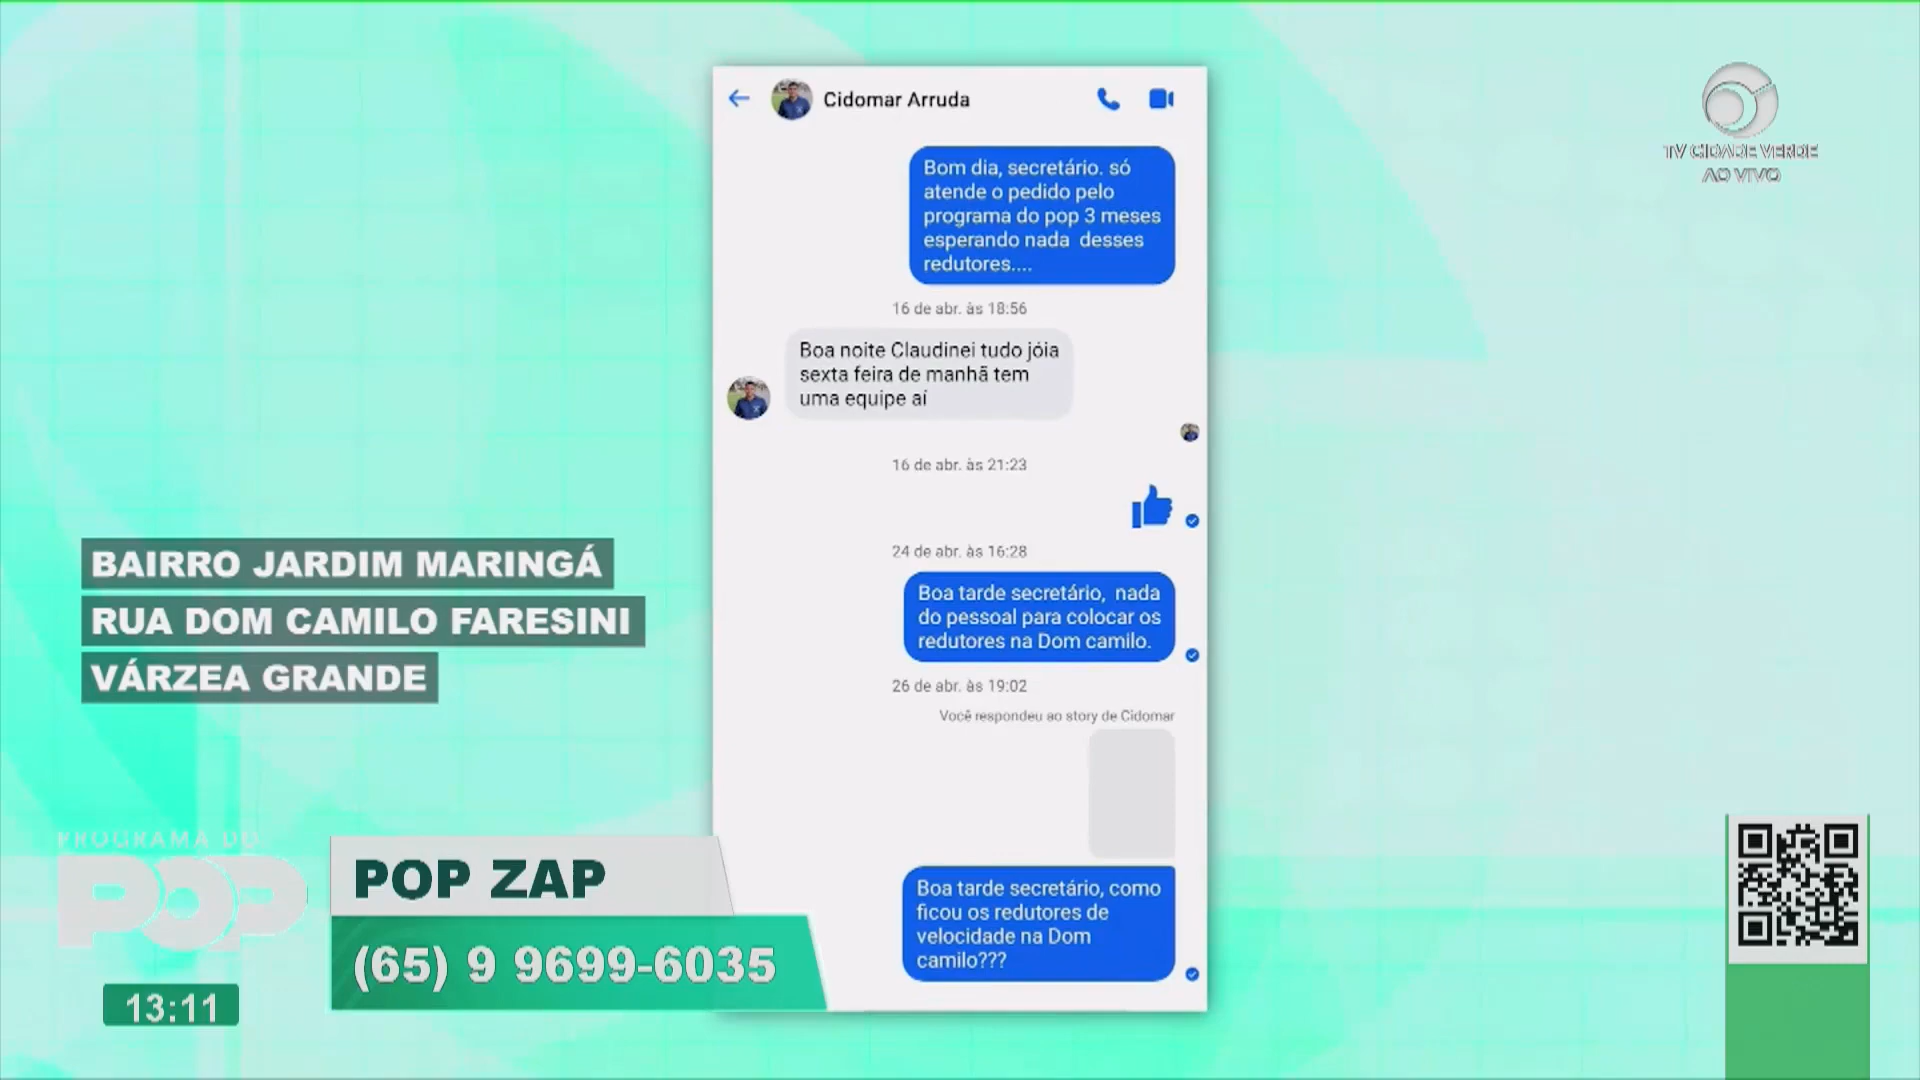 Cidomar Arruda
TV CIDADE VERDE
AO VIVO
Bom dia, secretário. só
atende o pedido pelo
programa do pop 3 meses
esperando nada desses
redutores....
16 de abr. às 18:56
Boa noite Claudinei tudo jóia
sexta feira de manhã tem
uma equipe aí
16 de abr. às 21:23
24 de abr. às 16:28
Boa tarde secretário, nada
do pessoal para colocar os
redutores na Dom camilo.
26 de abr. às 19:02
Você respondeu ao story de Cidomar
Boa tarde secretário, como
ficou os redutores de
velocidade na Dom
camilo???
BAIRRO JARDIM MARINGÁ
RUA DOM CAMILO FARESINI
VÁRZEA GRANDE
PROGRAMA DO
POP
POP ZAP
(65) 9 9699-6035
13:11